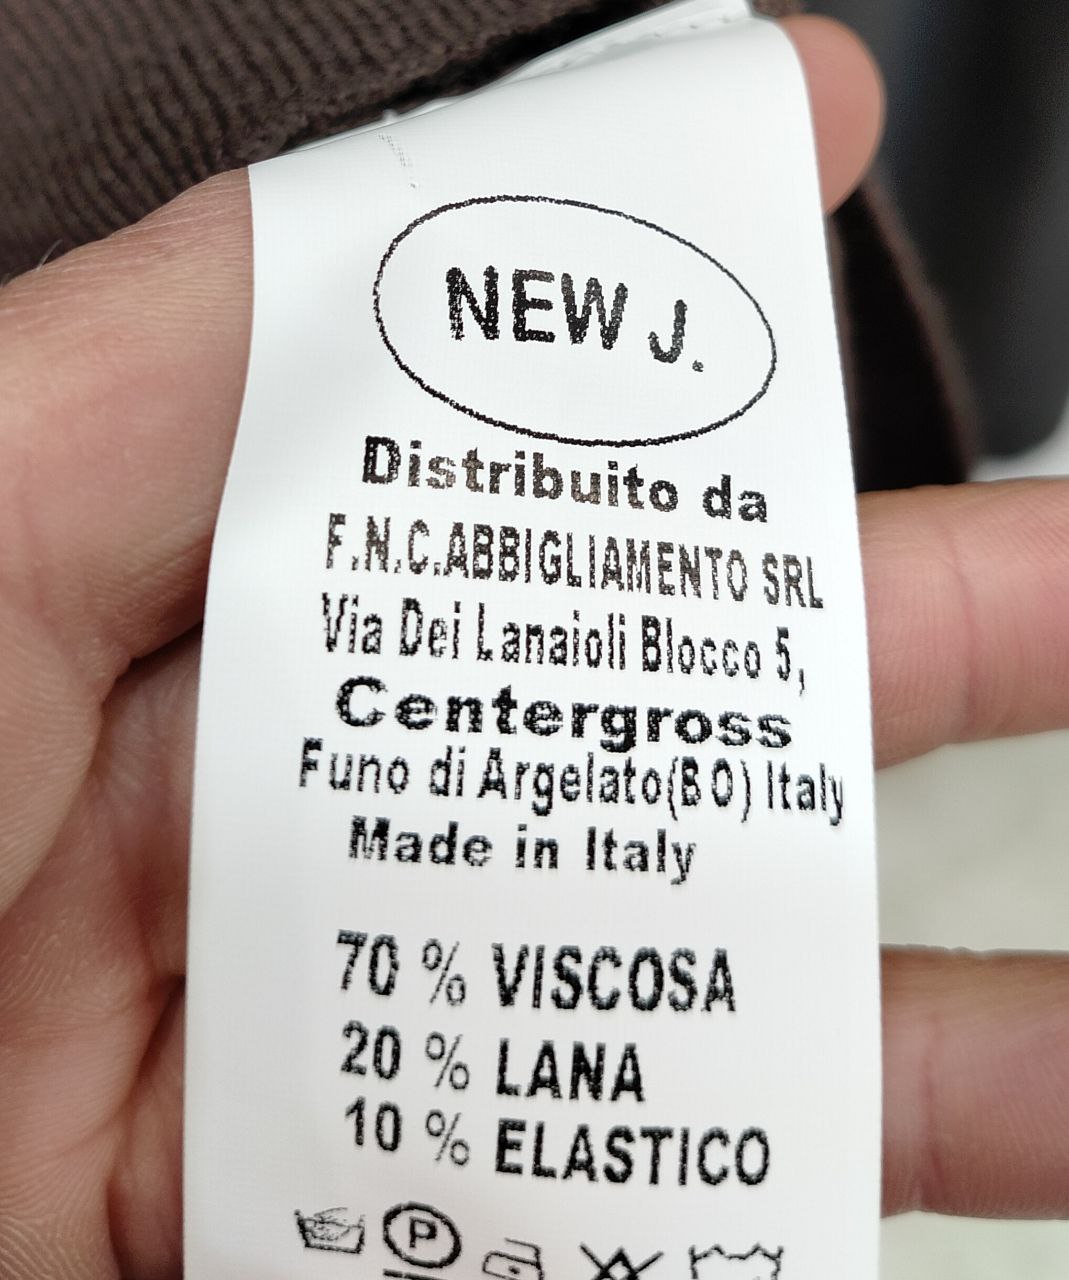 NEW J.
Distribuito da
F.N.C.ABBIGLIAMENTO SRL
Via Dei Lanaioli Blocco 5,
Centergross
Funo di Argelato(BO) Italy
Made in Italy
70 % VISCOSA
20 % LANA
10 % ELASTICO
P